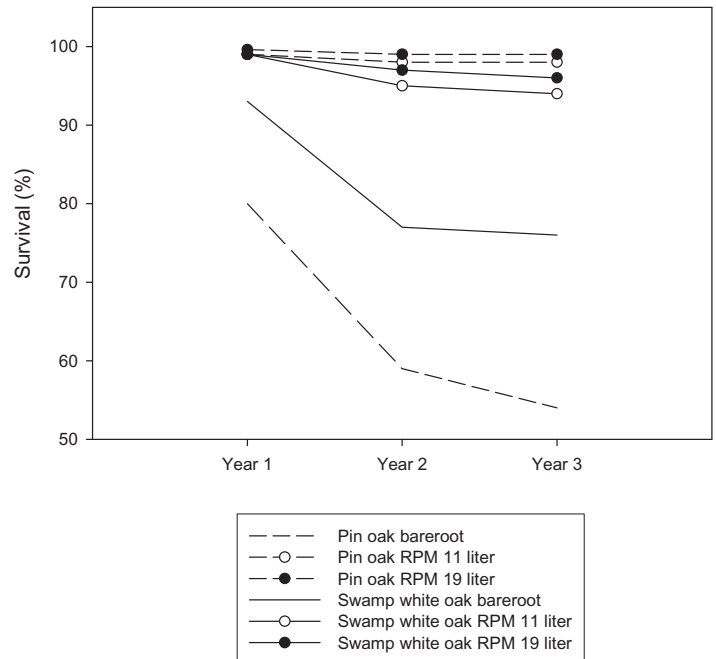 Survival (%)
100
90
80
70
60
50
Year 1 Year 2 Year 3
Pin oak bareroot
Pin oak RPM 11 liter
Pin oak RPM 19 liter
Swamp white oak bareroot
Swamp white oak RPM 11 liter
Swamp white oak RPM 19 liter